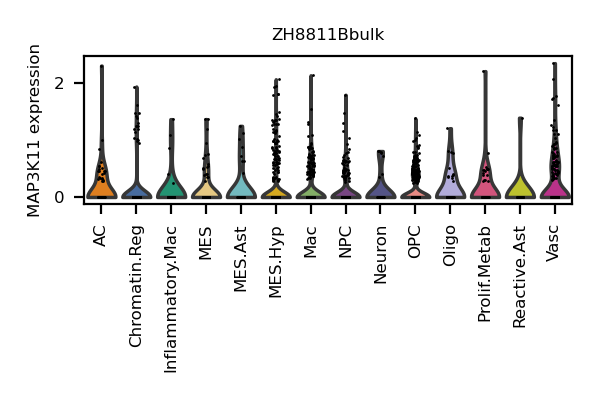 ZH8811Bbulk
MAP3K11 expression
2
0
AC
Chromatin.Reg
Inflammatory.Mac
MES
MES.Ast
MES.Hyp
Mac
NPC
Neuron
OPC
Oligo
Prolif.Metab
Reactive.Ast
Vasc